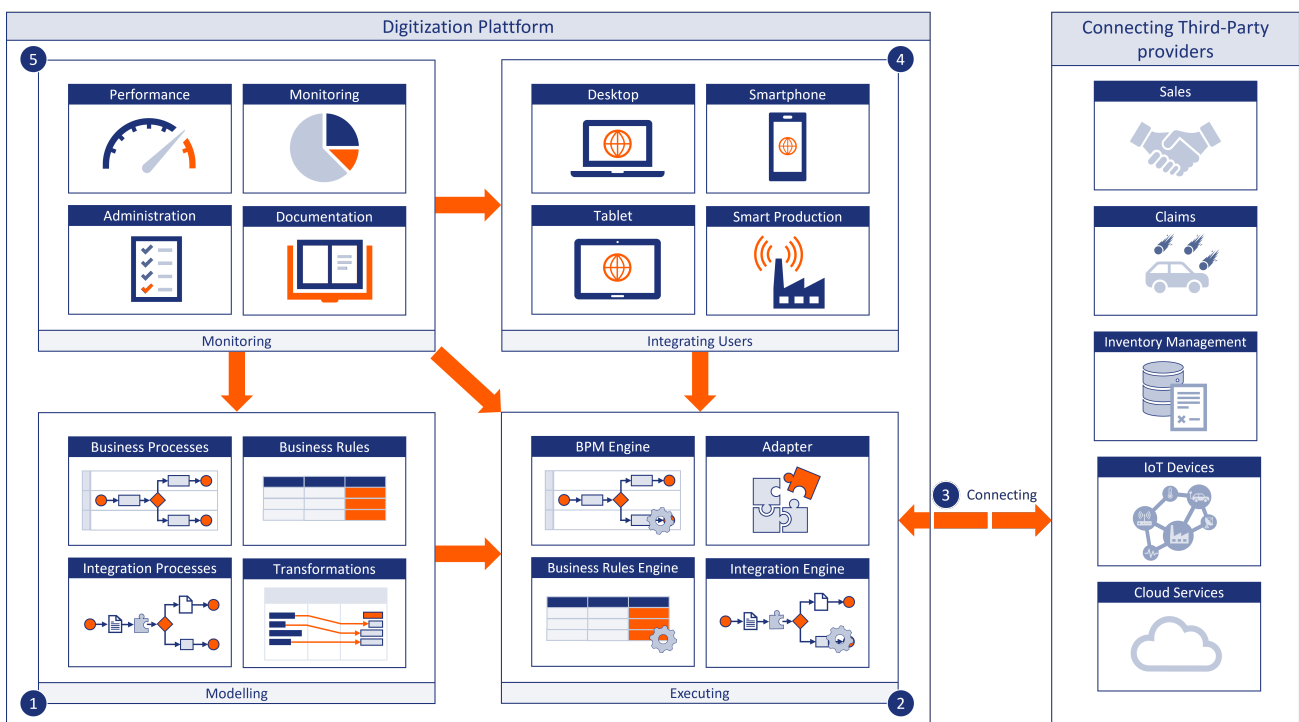 Digitization Plattform
5
Performance
Monitoring
Administration
Documentation
Monitoring
4
Desktop
Smartphone
Tablet
Smart Production
Integrating Users
Business Processes
Business Rules
Integration Processes
Transformations
1
Modelling
BPM Engine
Adapter
Business Rules Engine
Integration Engine
Executing
2
3
Connecting
Connecting Third-Party
providers
Sales
Claims
Inventory Management
IoT Devices
Cloud Services